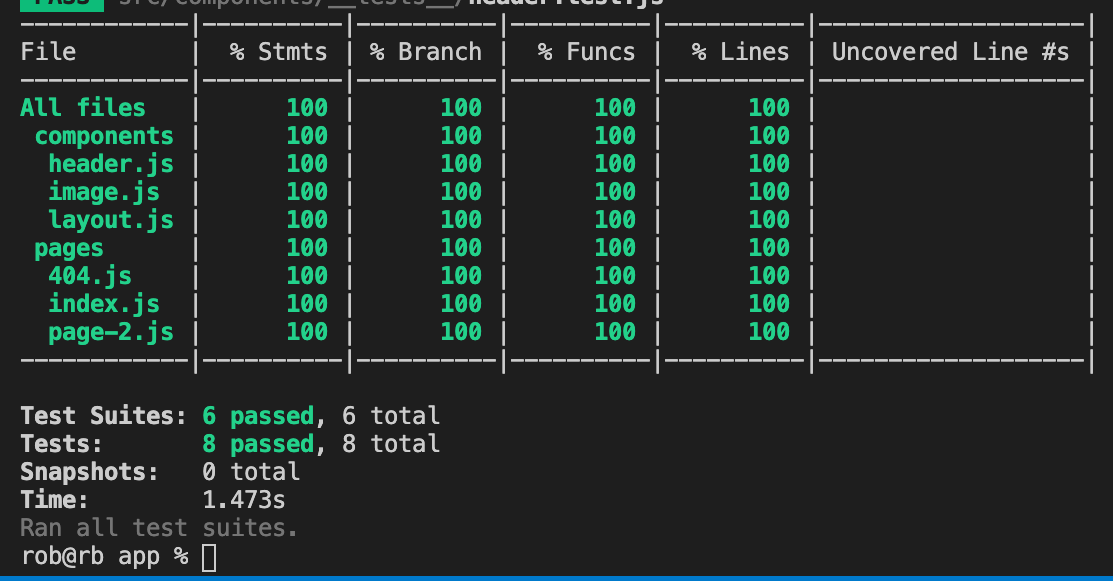 PASS src/components/__tests__/header.test.js
-------------|----------|----------|----------|----------|-------------------|
File         |  % Stmts | % Branch |  % Funcs |  % Lines | Uncovered Line #s |
-------------|----------|----------|----------|----------|-------------------|
All files    |      100 |      100 |      100 |      100 |                   |
 components  |      100 |      100 |      100 |      100 |                   |
  header.js  |      100 |      100 |      100 |      100 |                   |
  image.js   |      100 |      100 |      100 |      100 |                   |
  layout.js  |      100 |      100 |      100 |      100 |                   |
 pages       |      100 |      100 |      100 |      100 |                   |
  404.js     |      100 |      100 |      100 |      100 |                   |
  index.js   |      100 |      100 |      100 |      100 |                   |
  page-2.js  |      100 |      100 |      100 |      100 |                   |
-------------|----------|----------|----------|----------|-------------------|
Test Suites: 6 passed, 6 total
Tests:       8 passed, 8 total
Snapshots:   0 total
Time:        1.473s
Ran all test suites.
rob@rb app %